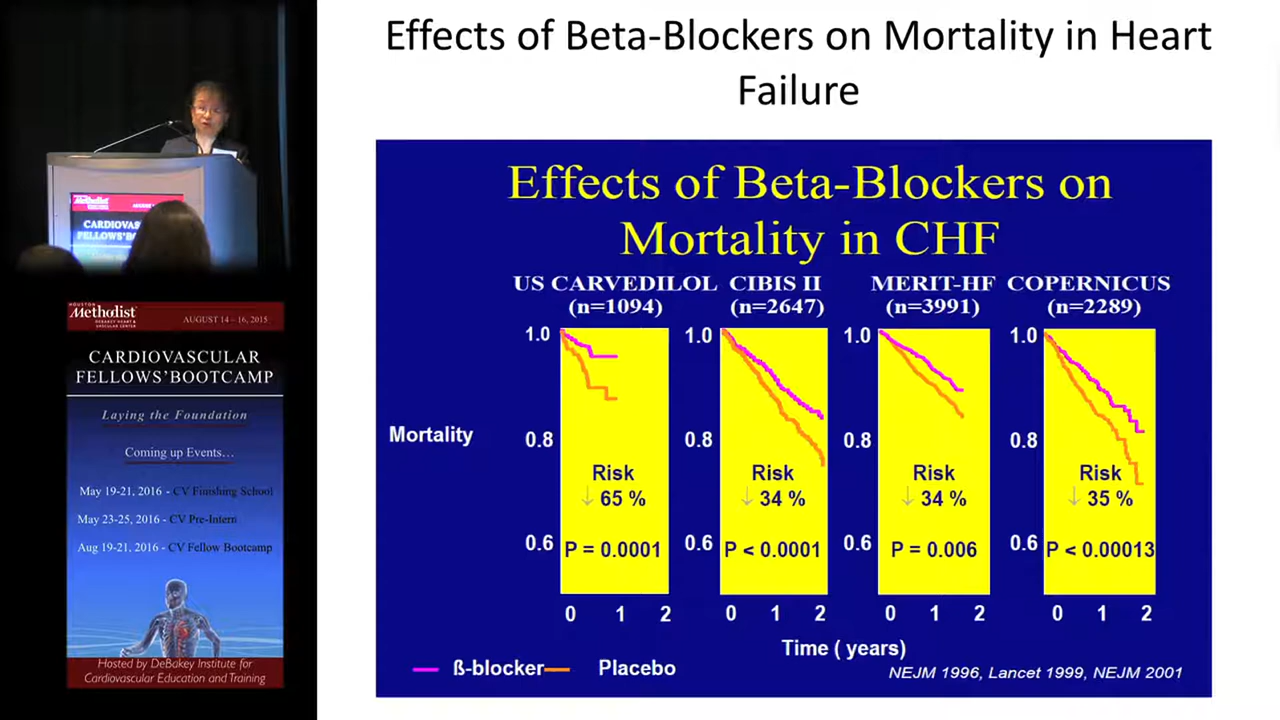 Effects of Beta-Blockers on Mortality in Heart
Failure
Effects of Beta-Blockers on
Mortality in CHF
US CARVEDILOL
(n=1094)
CIBIS II
(n=2647)
MERIT-HF
(n=3991)
COPERNICUS
(n=2289)
Mortality
1.0
0.8
0.6
Risk
↓ 65 %
P = 0.0001
0 1 2
1.0
0.8
0.6
Risk
↓ 34 %
P < 0.0001
0 1 2
1.0
0.8
0.6
Risk
↓ 34 %
P = 0.006
0 1 2
1.0
0.8
0.6
Risk
↓ 35 %
P < 0.00013
0 1 2
Time ( years)
ß-blocker
Placebo
NEJM 1996, Lancet 1999, NEJM 2001
Methodist
CARDIOVAS
FELLOWS'BO
HOUSTON
Methodist
DEBAKEY HEART &
VASCULAR CENTER
AUGUST 14 – 16, 2015
CARDIOVASCULAR
FELLOWS'BOOTCAMP
Laying the Foundation
Coming up Events…
May 19-21, 2016 - CV Finishing School
May 23-25, 2016 - CV Pre-Intern
Aug 19-21, 2016 - CV Fellow Bootcamp
Hosted by DeBakey Institute for
Cardiovascular Education and Training